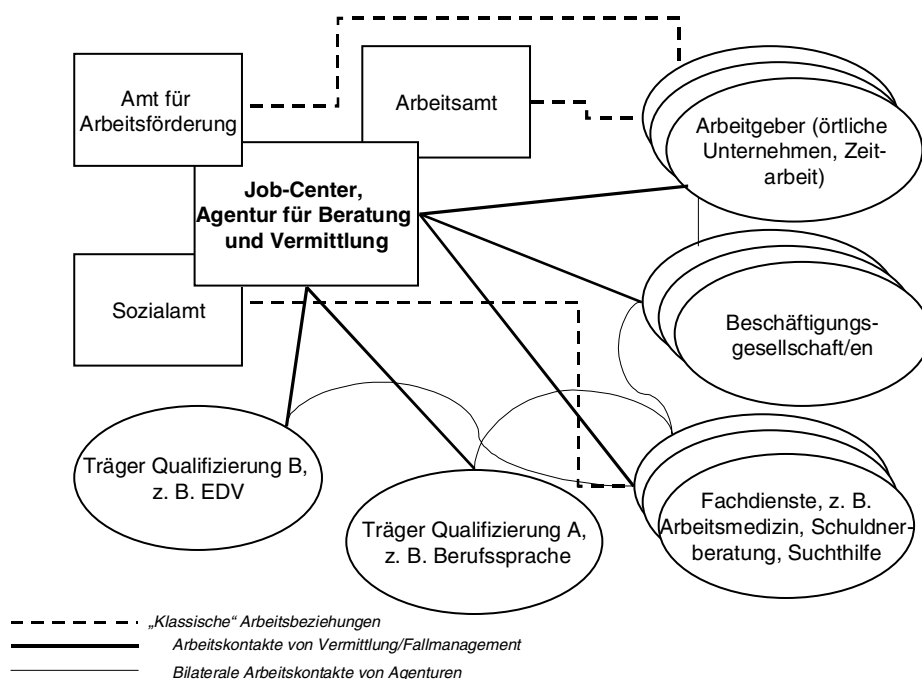 Amt für
Arbeitsförderung
Arbeitsamt
Arbeitgeber (örtliche
Unternehmen, Zeit-
arbeit)
Job-Center,
Agentur für Beratung
und Vermittlung
Sozialamt
Beschäftigungs-
gesellschaft/en
Träger Qualifizierung B,
z. B. EDV
Träger Qualifizierung A,
z. B. Berufssprache
Fachdienste, z. B.
Arbeitsmedizin, Schuldner-
beratung, Suchthilfe
„Klassische“ Arbeitsbeziehungen
Arbeitskontakte von Vermittlung/Fallmanagement
Bilaterale Arbeitskontakte von Agenturen